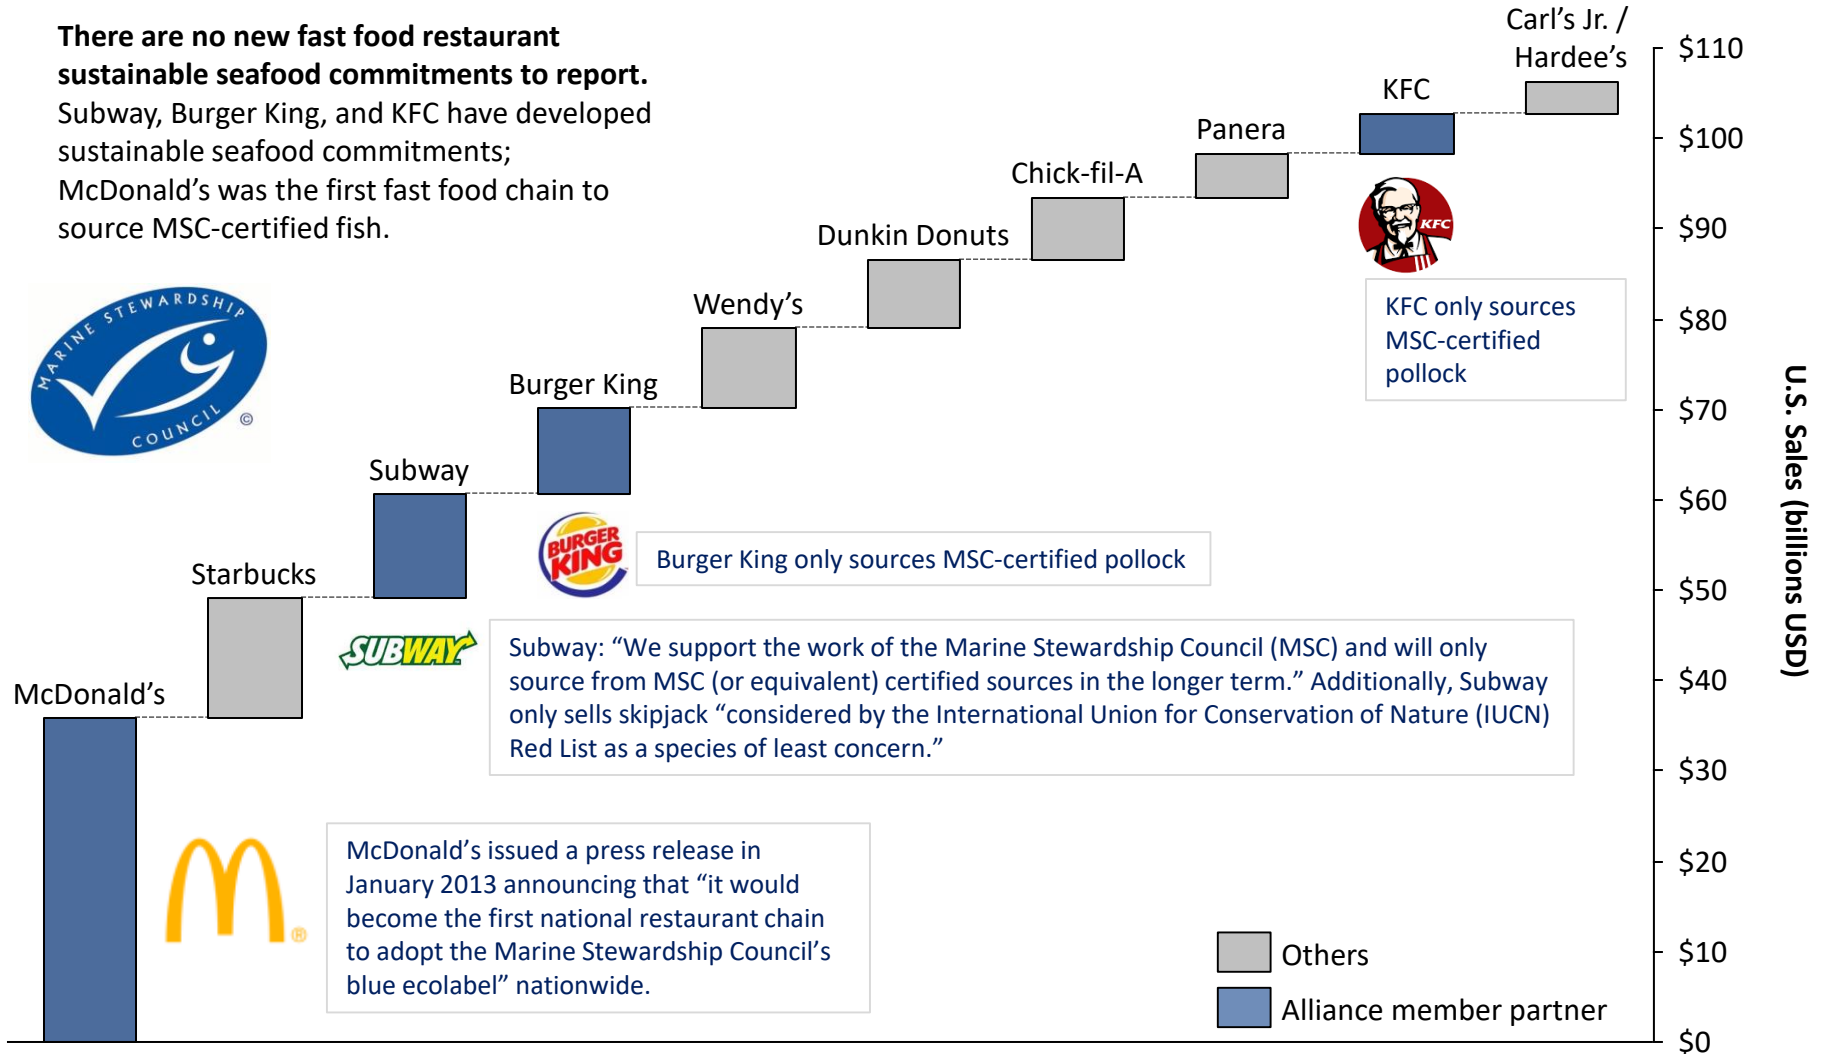 There are no new fast food restaurant
sustainable seafood commitments to report.
Subway, Burger King, and KFC have developed
sustainable seafood commitments;
McDonald’s was the first fast food chain to
source MSC-certified fish.
MARINE STEWARDSHIP
COUNCIL
©
McDonald’s
Starbucks
Subway
Burger King
Wendy’s
Dunkin Donuts
Chick-fil-A
Panera
KFC
Carl’s Jr. /
Hardee’s
KFC
KFC only sources
MSC-certified
pollock
BURGER
KING
Burger King only sources MSC-certified pollock
SUBWAY
Subway: “We support the work of the Marine Stewardship Council (MSC) and will only
source from MSC (or equivalent) certified sources in the longer term.” Additionally, Subway
only sells skipjack “considered by the International Union for Conservation of Nature (IUCN)
Red List as a species of least concern.”
®
McDonald’s issued a press release in
January 2013 announcing that “it would
become the first national restaurant chain
to adopt the Marine Stewardship Council’s
blue ecolabel” nationwide.
Others
Alliance member partner
$110
$100
$90
$80
$70
$60
$50
$40
$30
$20
$10
$0
U.S. Sales (billions USD)